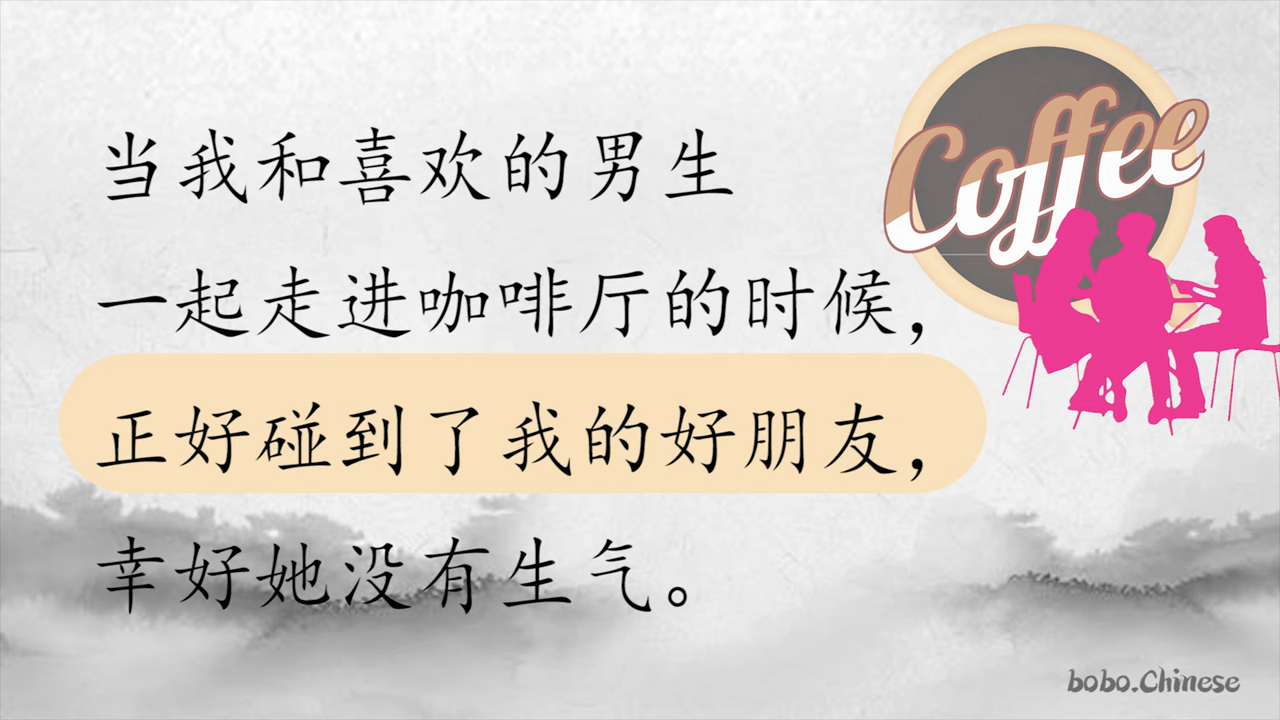 当我和喜欢的男生
一起走进咖啡厅的时候，
正好碰到了我的好朋友，
幸好她没有生气。
Coffee
bobo.Chinese